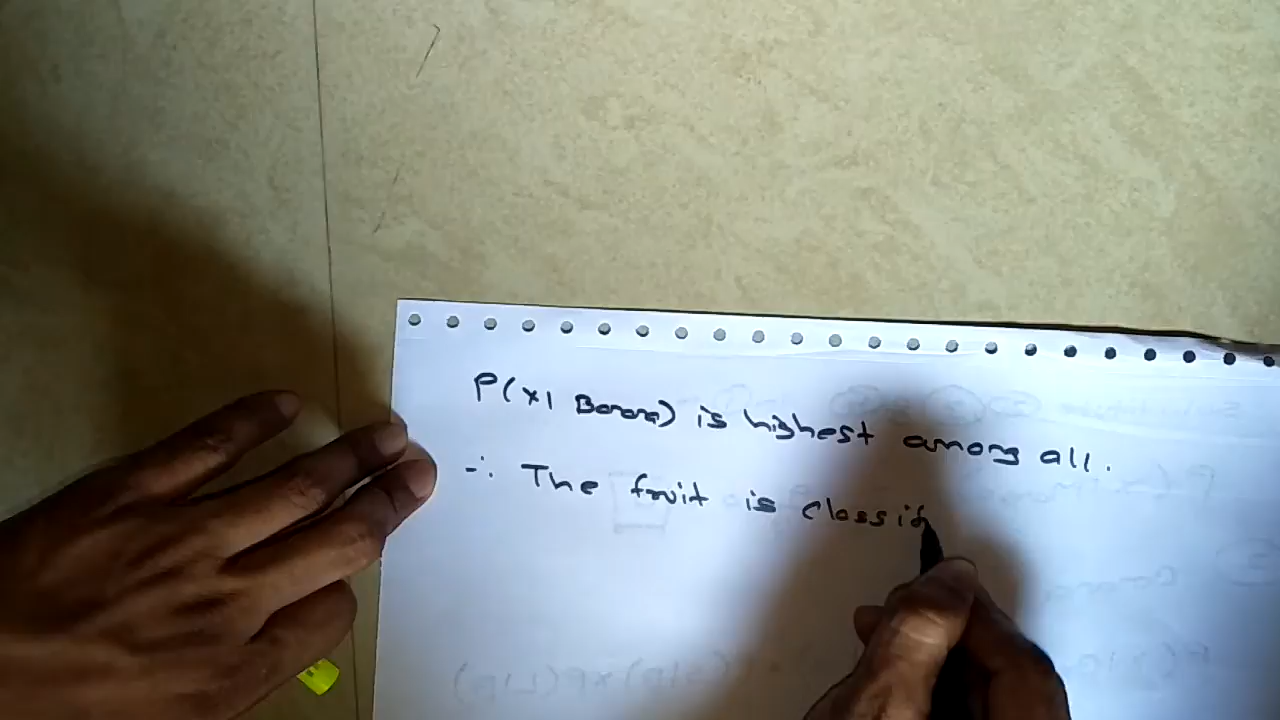 P(X| Banana) is highest among all.
∴ The fruit is classif